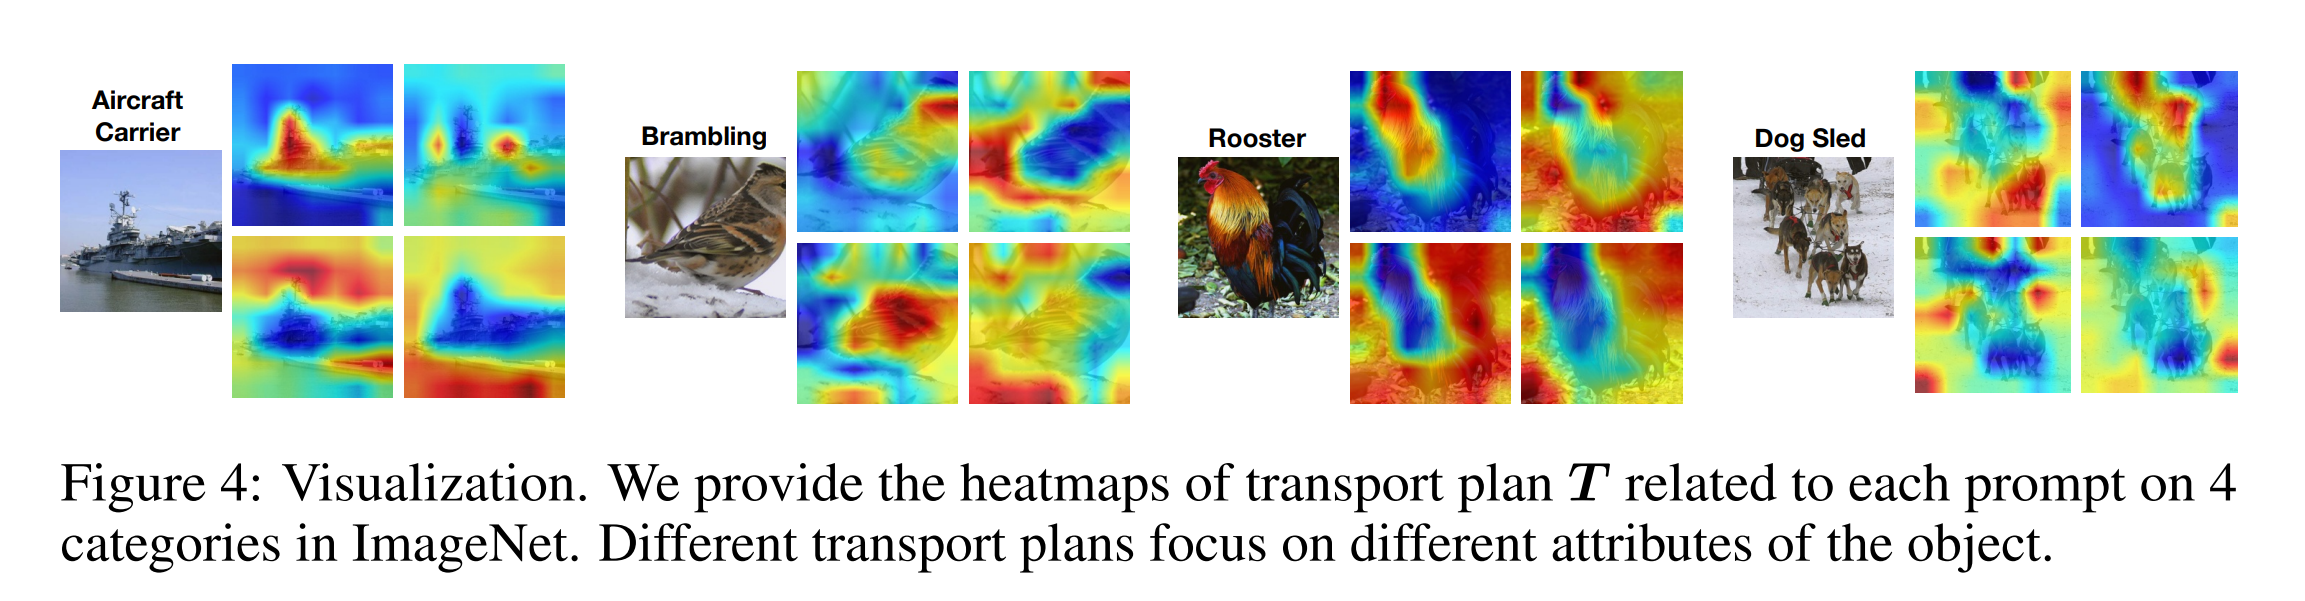 Aircraft
Carrier
Brambling
Rooster
Dog Sled
Figure 4: Visualization. We provide the heatmaps of transport plan T related to each prompt on 4
categories in ImageNet. Different transport plans focus on different attributes of the object.